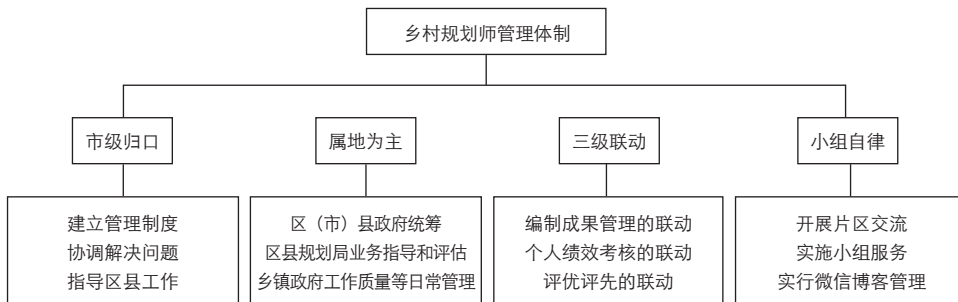 乡村规划师管理体制
市级归口
属地为主
三级联动
小组自律
建立管理制度
协调解决问题
指导区县工作
区（市）县政府统筹
区县规划局业务指导和评估
乡镇政府工作质量等日常管理
编制成果管理的联动
个人绩效考核的联动
评优评先的联动
开展片区交流
实施小组服务
实行微信博客管理